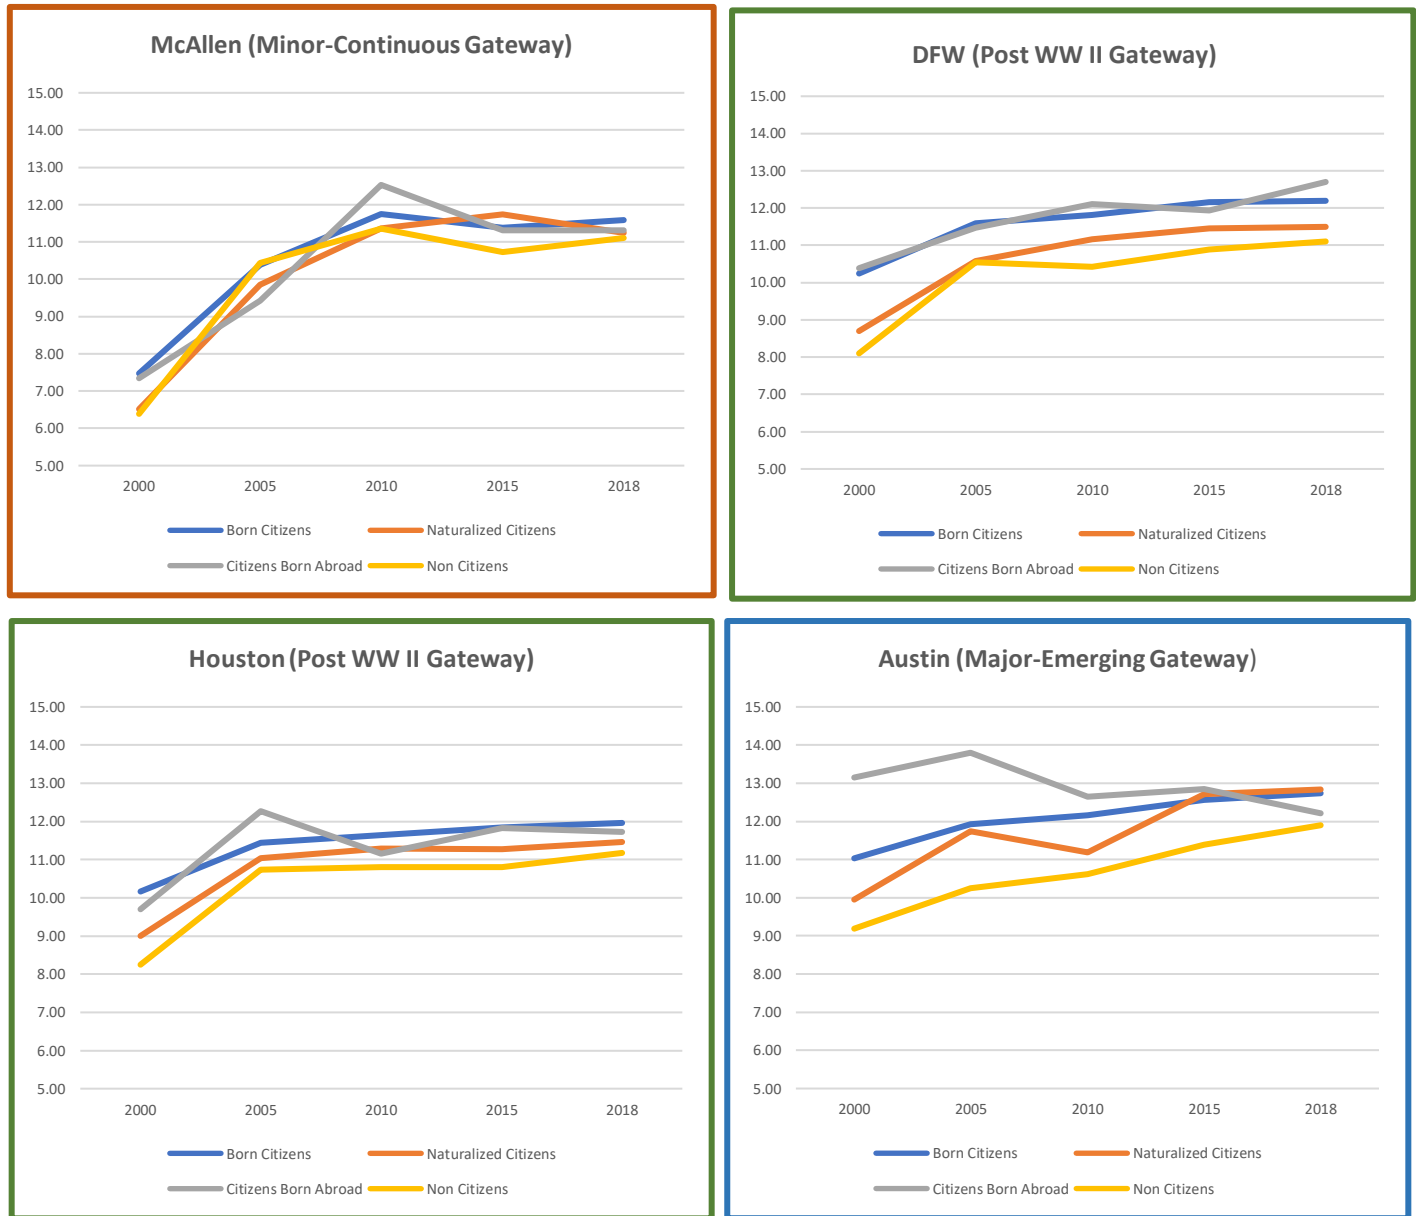 McAllen (Minor-Continuous Gateway)
15.00
14.00
13.00
12.00
11.00
10.00
9.00
8.00
7.00
6.00
5.00
2000 2005 2010 2015 2018
Born Citizens Naturalized Citizens
Citizens Born Abroad Non Citizens
DFW (Post WW II Gateway)
15.00
14.00
13.00
12.00
11.00
10.00
9.00
8.00
7.00
6.00
5.00
2000 2005 2010 2015 2018
Born Citizens Naturalized Citizens
Citizens Born Abroad Non Citizens
Houston (Post WW II Gateway)
15.00
14.00
13.00
12.00
11.00
10.00
9.00
8.00
7.00
6.00
5.00
2000 2005 2010 2015 2018
Born Citizens Naturalized Citizens
Citizens Born Abroad Non Citizens
Austin (Major-Emerging Gateway)
15.00
14.00
13.00
12.00
11.00
10.00
9.00
8.00
7.00
6.00
5.00
2000 2005 2010 2015 2018
Born Citizens Naturalized Citizens
Citizens Born Abroad Non Citizens